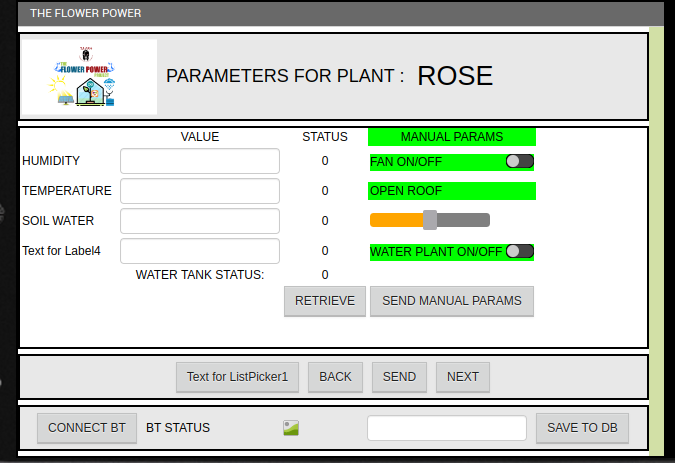 THE FLOWER POWER
THE
FLOWER POWER
PARAMETERS FOR PLANT : ROSE
VALUE STATUS MANUAL PARAMS
HUMIDITY 0 FAN ON/OFF
TEMPERATURE 0 OPEN ROOF
SOIL WATER 0
Text for Label4 0 WATER PLANT ON/OFF
WATER TANK STATUS: 0
RETRIEVE SEND MANUAL PARAMS
Text for ListPicker1 BACK SEND NEXT
CONNECT BT BT STATUS SAVE TO DB